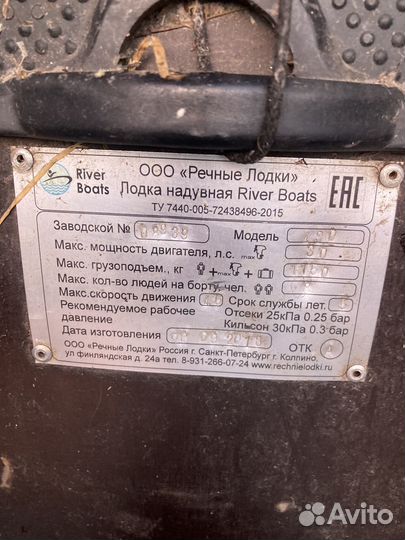 River Boats
ООО «Речные Лодки»
Лодка надувная River Boats
ТУ 7440-005-72438496-2015
EAC
Заводской №
Модель
Макс. мощность двигателя, л.с. max
Макс. грузоподъем., кг + max +
Макс. кол-во людей на борту, чел.
Макс.скорость движения Срок службы лет.
Рекомендуемое рабочее давление
Отсеки 25кПа 0.25 бар
Кильсон 30кПа 0.3 бар
Дата изготовления ОТК
ООО «Речные Лодки» Россия г. Санкт-Петербург г. Колпино,
ул финляндская д. 24а тел. 8-931-266-07-24 www.rechnielodki.ru
Avito